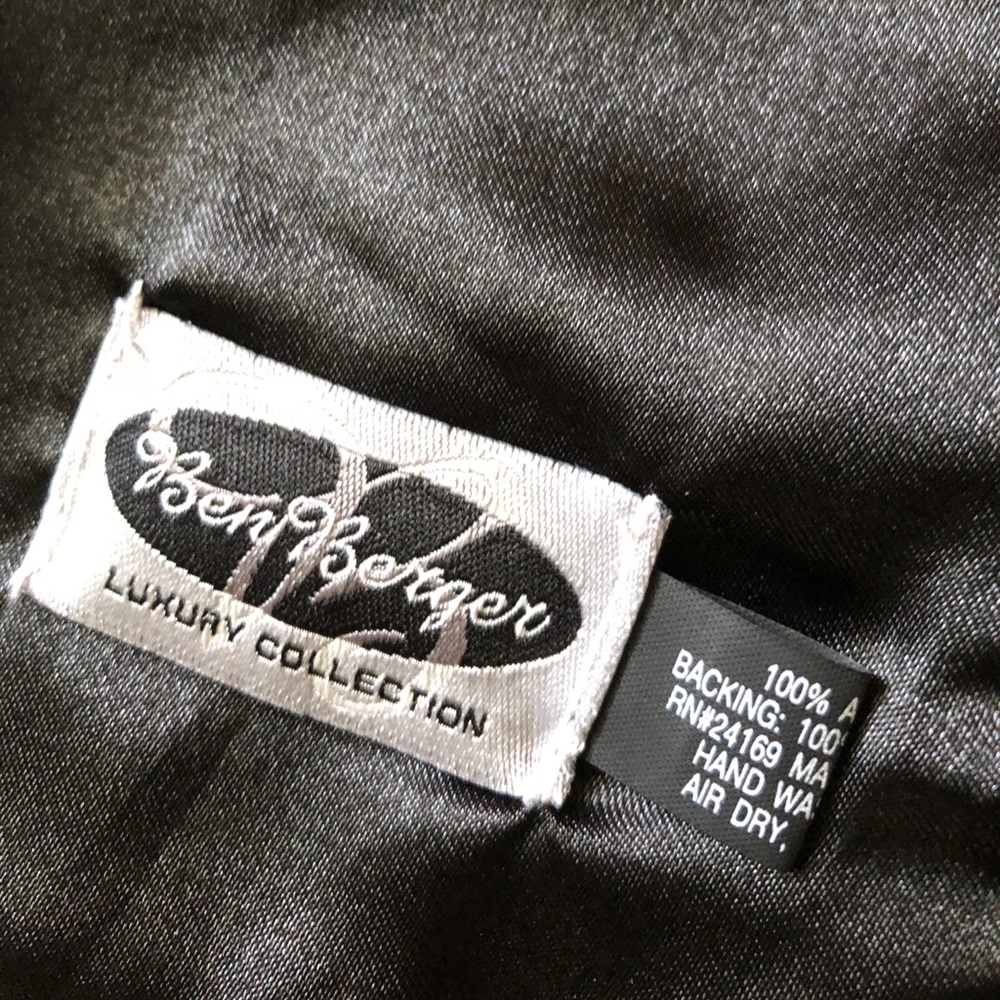 Ben Berger
LUXURY COLLECTION
100% A
BACKING: 100%
RN#24169 MA
HAND WA
AIR DRY,